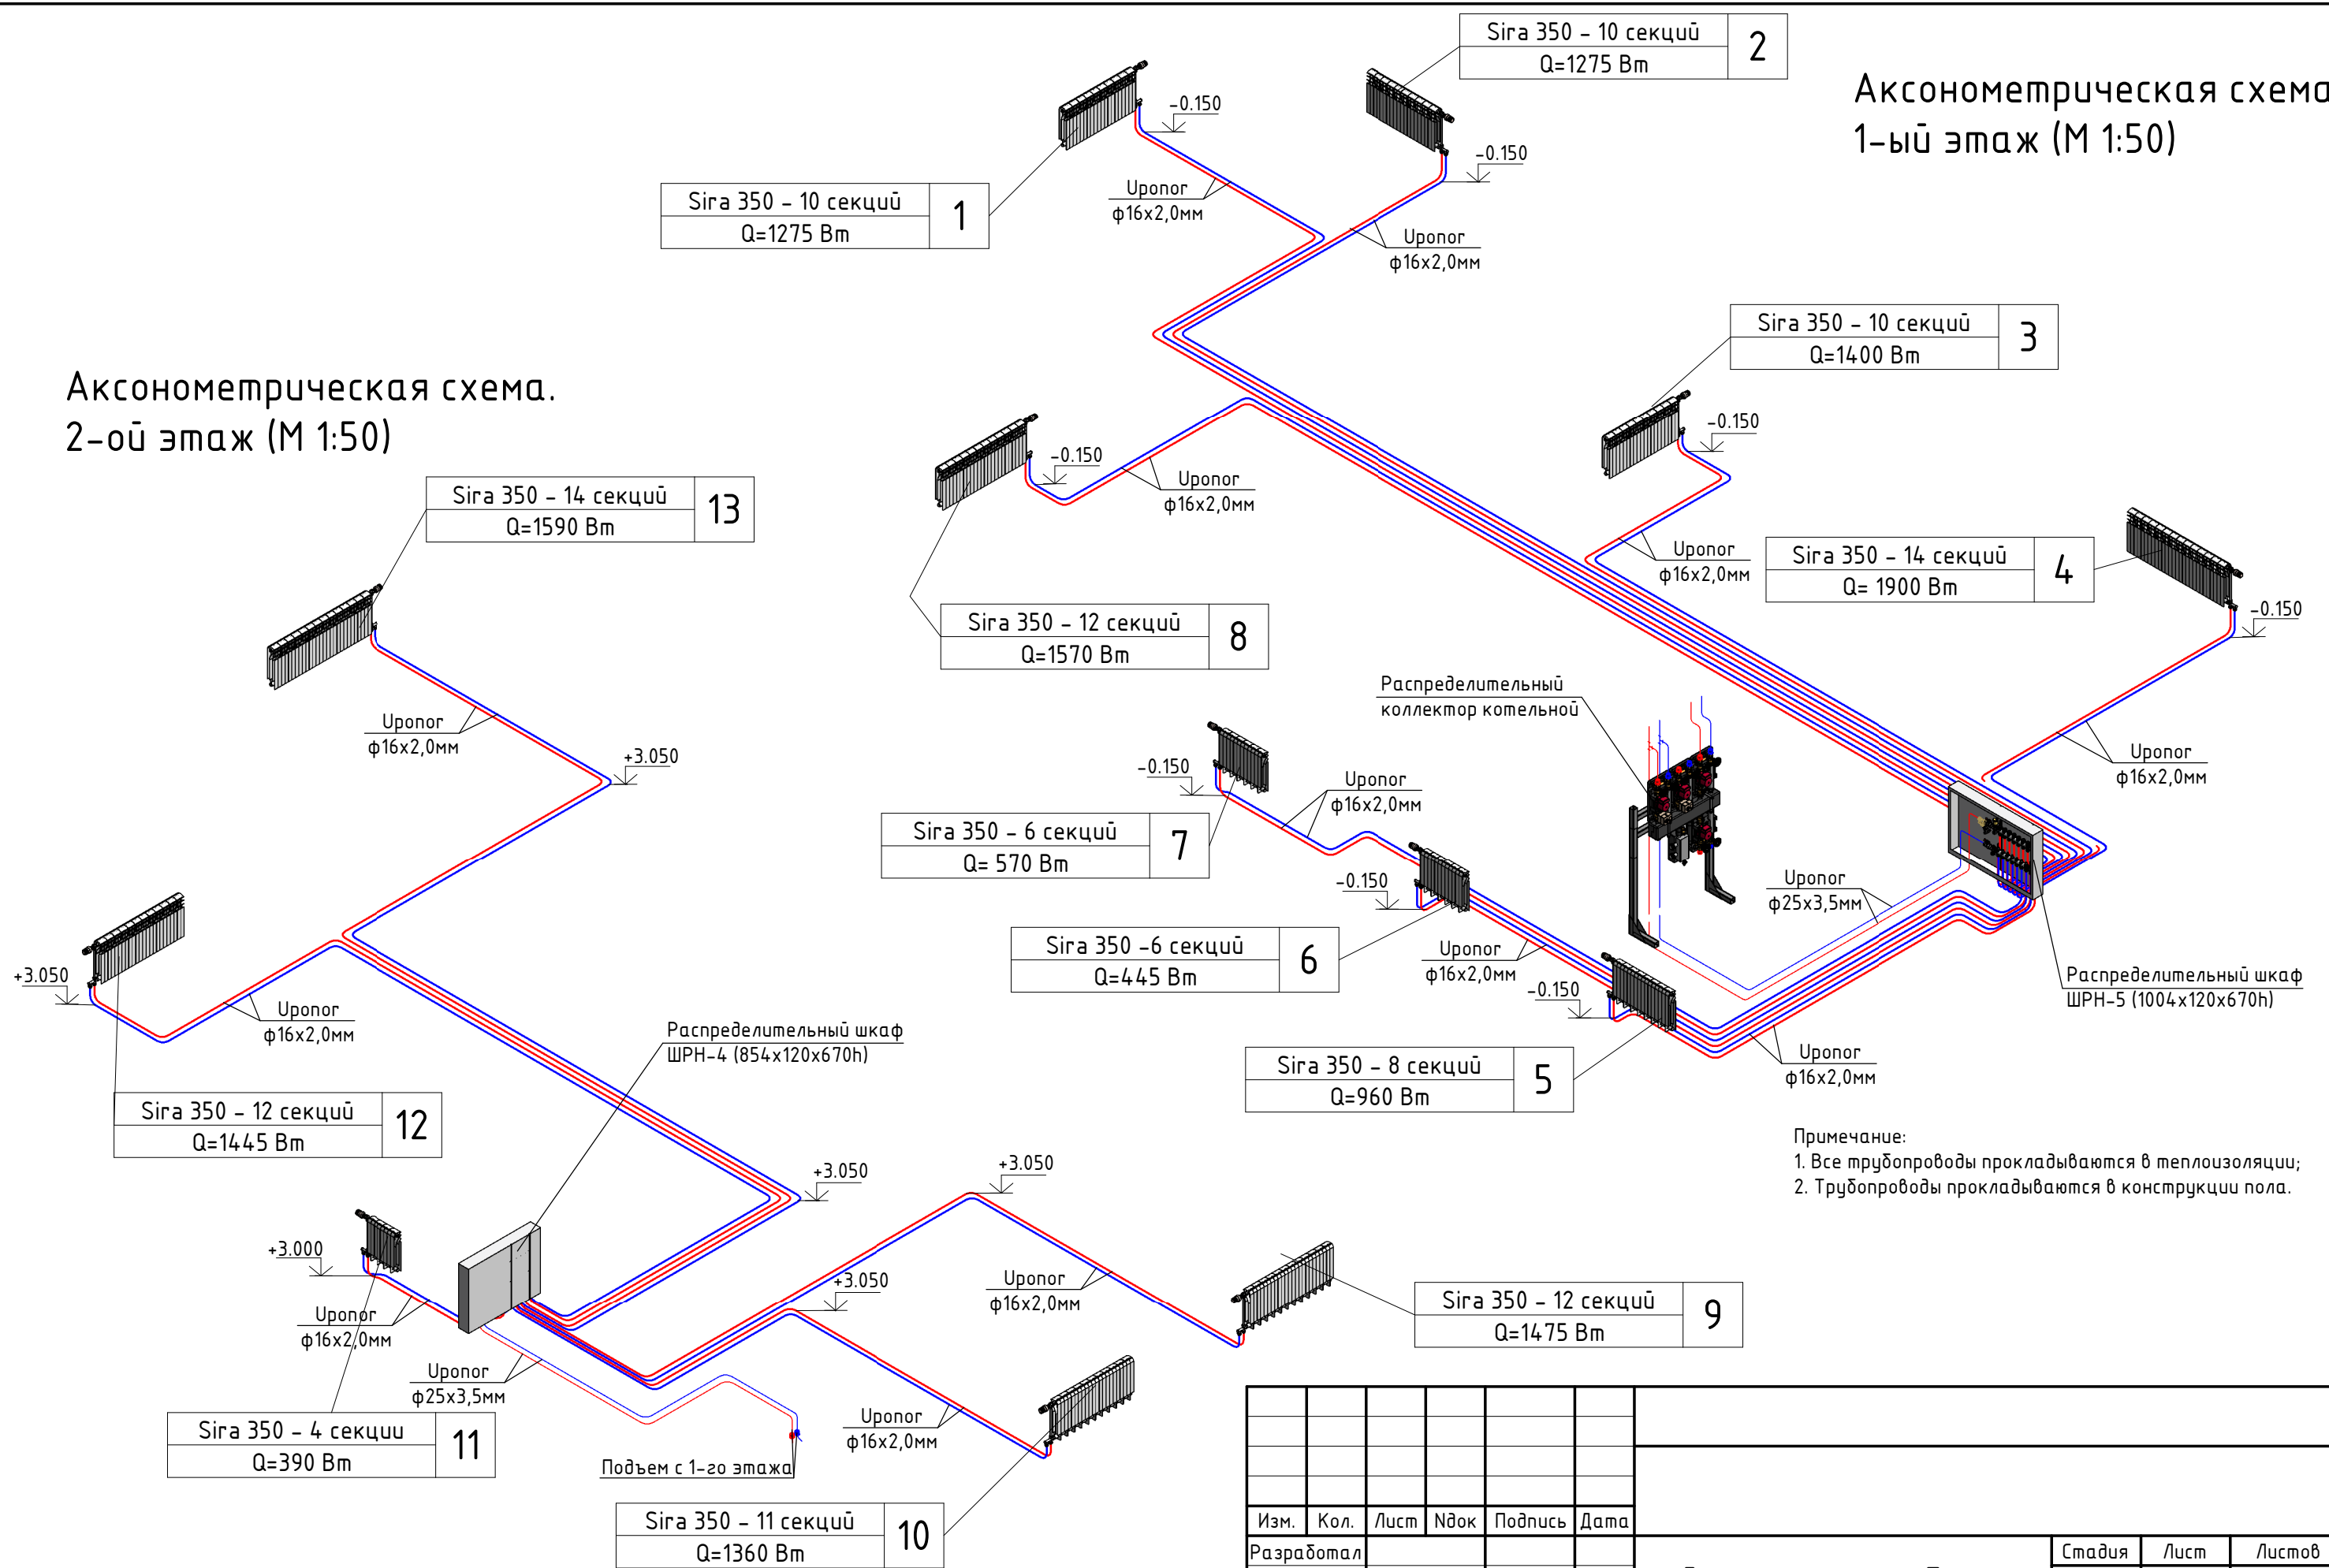 Аксонометрическая схема
1-ый этаж (М 1:50)
Sira 350 - 10 секций
Q=1275 Вт
2
-0.150
-0.150
Sira 350 - 10 секций
Q=1275 Вт
1
Uponor
ф16х2,0мм
Uponor
ф16х2,0мм
Sira 350 - 10 секций
Q=1400 Вт
3
-0.150
Uponor
ф16х2,0мм
Sira 350 - 14 секций
Q= 1900 Вт
4
-0.150
Uponor
ф16х2,0мм
-0.150
Uponor
ф16х2,0мм
Sira 350 - 12 секций
Q=1570 Вт
8
Распределительный
коллектор котельной
-0.150
Uponor
ф16х2,0мм
Sira 350 - 6 секций
Q= 570 Вт
7
-0.150
Sira 350 -6 секций
Q=445 Вт
6
Uponor
ф16х2,0мм
Uponor
ф25х3,5мм
-0.150
Распределительный шкаф
ШРН-5 (1004х120х670h)
Sira 350 - 8 секций
Q=960 Вт
5
Uponor
ф16х2,0мм
Примечание:
1. Все трубопроводы прокладываются в теплоизоляции;
2. Трубопроводы прокладываются в конструкции пола.
Аксонометрическая схема.
2-ой этаж (М 1:50)
Sira 350 - 14 секций
Q=1590 Вт
13
Uponor
ф16х2,0мм
+3.050
+3.050
Uponor
ф16х2,0мм
Sira 350 - 12 секций
Q=1445 Вт
12
Распределительный шкаф
ШРН-4 (854х120х670h)
+3.050
+3.050
+3.000
Uponor
ф16х2,0мм
+3.050
Uponor
ф16х2,0мм
Sira 350 - 12 секций
Q=1475 Вт
9
Uponor
ф25х3,5мм
Sira 350 - 4 секции
Q=390 Вт
11
Uponor
ф16х2,0мм
Подъем с 1-го этажа
Sira 350 - 11 секций
Q=1360 Вт
10
Изм. Кол. Лист Nдок Подпись Дата
Разработал
Стадия Лист Листов